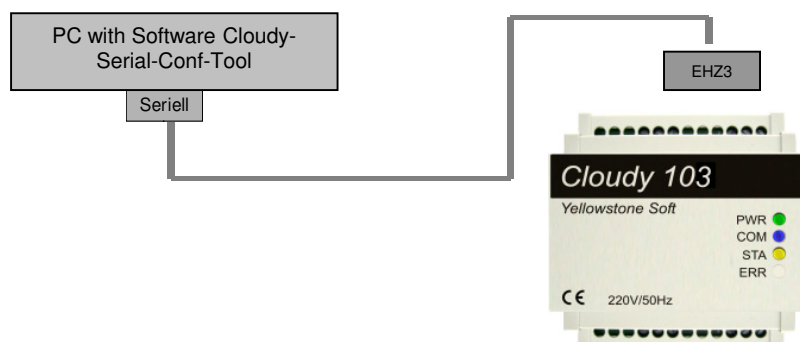 PC with Software Cloudy-
Serial-Conf-Tool
Seriell
EHZ3
Cloudy 103
Yellowstone Soft
PWR
COM
STA
ERR
CE 220V/50Hz